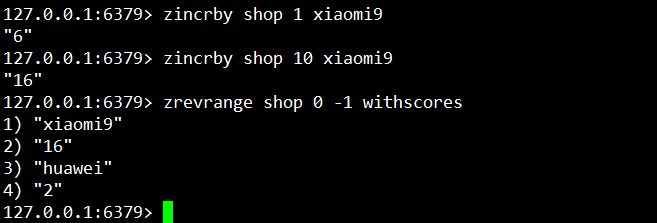 127.0.0.1:6379> zincrby shop 1 xiaomi9
"6"
127.0.0.1:6379> zincrby shop 10 xiaomi9
"16"
127.0.0.1:6379> zrevrange shop 0 -1 withscores
1) "xiaomi9"
2) "16"
3) "huawei"
4) "2"
127.0.0.1:6379>